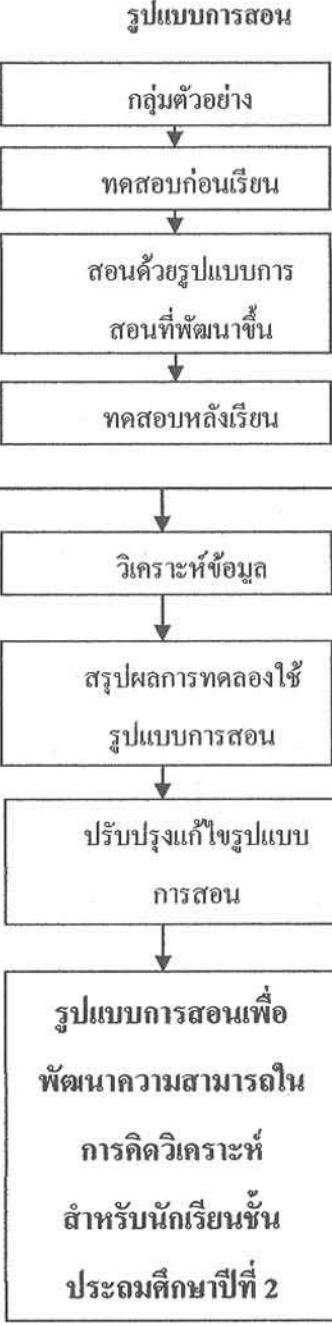 รูปแบบการสอน
กลุ่มตัวอย่าง
ทดสอบก่อนเรียน
สอนด้วยรูปแบบการ
สอนที่พัฒนาขึ้น
ทดสอบหลังเรียน
วิเคราะห์ข้อมูล
สรุปผลการทดลองใช้
รูปแบบการสอน
ปรับปรุงแก้ไขรูปแบบ
การสอน
รูปแบบการสอนเพื่อ
พัฒนาความสามารถใน
การคิดวิเคราะห์
สำหรับนักเรียนชั้น
ประถมศึกษาปีที่ 2